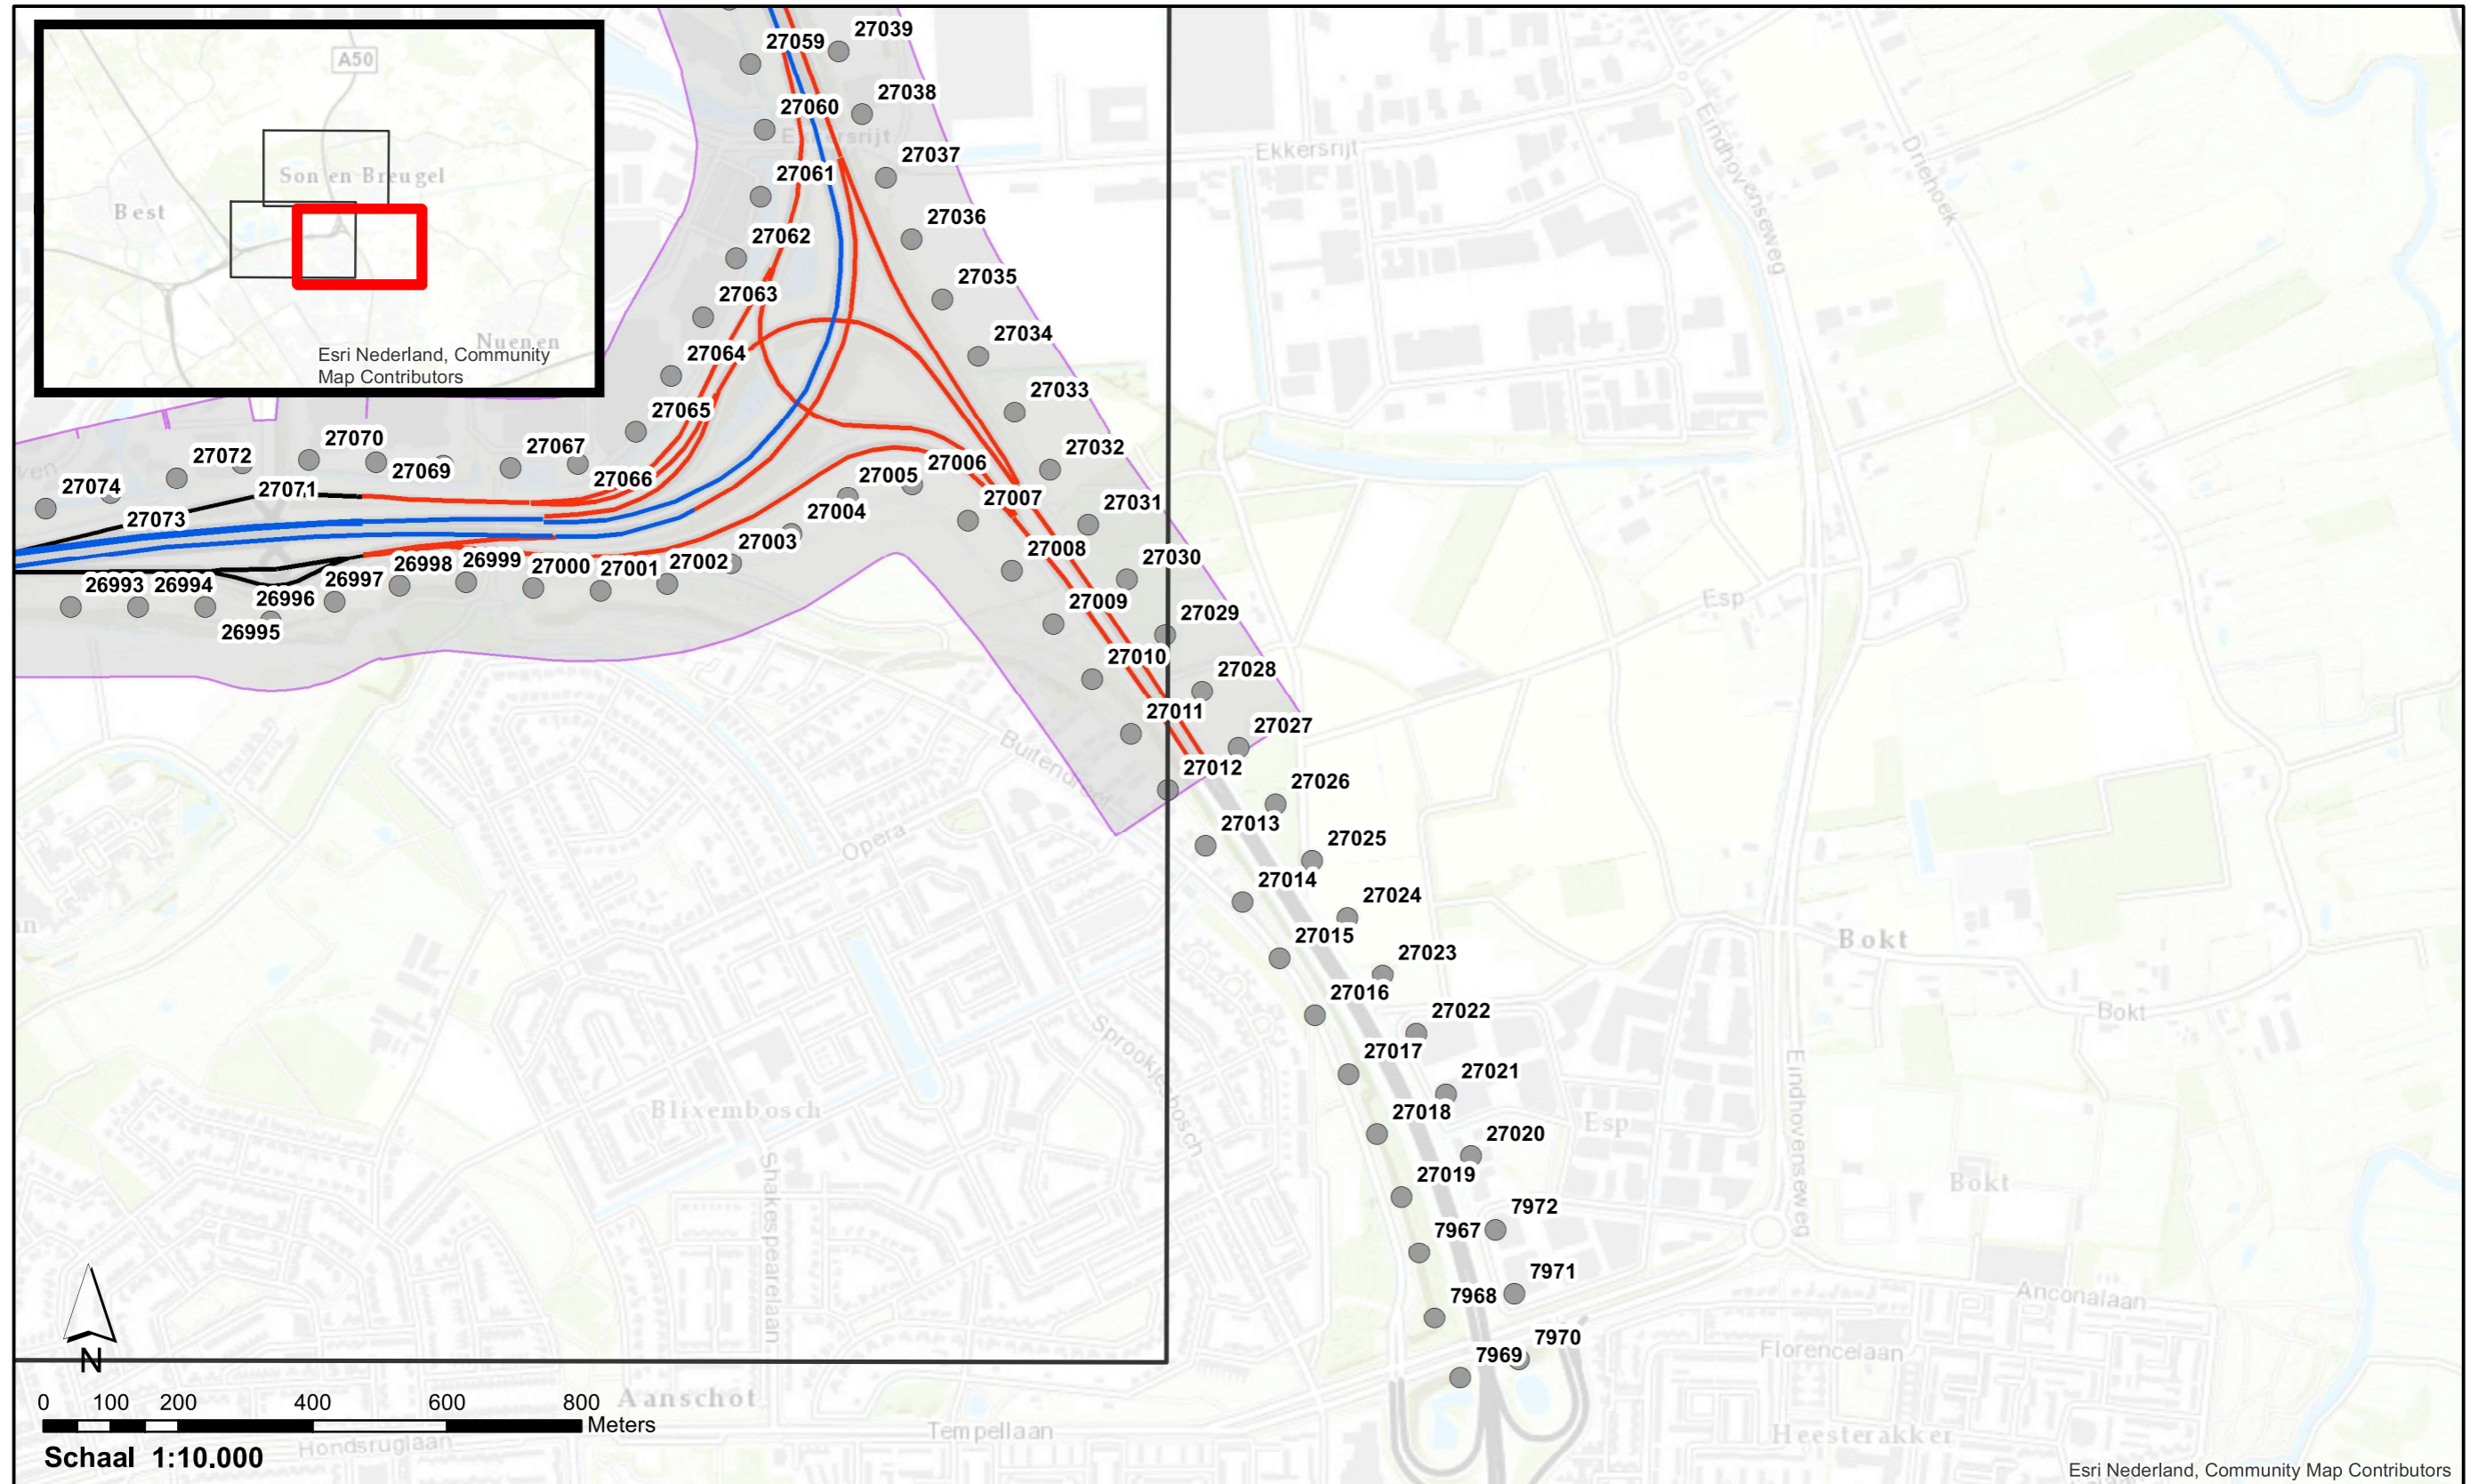 A50
Son en Breugel
Best
Nuenen
Esri Nederland, Community
Map Contributors
27059
27039
27060
27038
Ekkersrijt
27061
27037
Ekkersrijt
Eindhovenseweg
Driehoek
27062
27036
27063
27035
27064
27034
27065
27033
27072
27070
27069
27067
27066
27074
27071
27073
27005
27006
27032
27004
27007
27031
27003
27008
27030
26993
26994
26996
26997
26998
26999
27000
27001
27002
26995
27009
27029
Esp
27010
27028
27011
27027
Buitendreef
27012
27026
27013
27025
Opera
27014
27024
27015
27023
Bokt
27016
27022
Bokt
Sprookjesbosch
27017
27021
Blixembosch
27018
27020
Esp
Eindhovenseweg
27019
Bokt
Shakespearelaan
7967
7972
7968
7971
Anconalaan
7969
7970
Florencelaan
N
0 100 200 400 600 800
Meters
Aanschot
Tempellaan
Hondsruglaan
Heesterakker
Schaal 1:10.000
Esri Nederland, Community Map Contributors